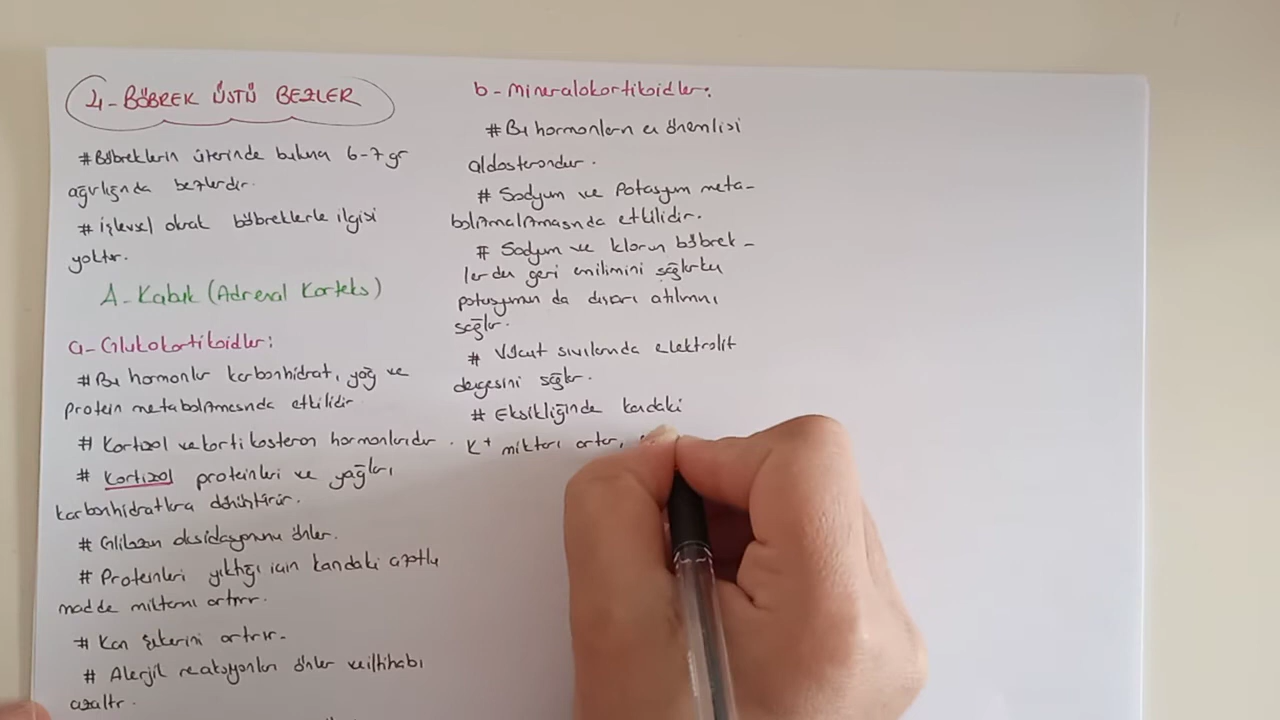 4- BÖBREK ÜSTÜ BEZLER
# Böbreklerin üzerinde buluna 6-7 gr
ağırlığında bezlerdir.
# İşlevsel olarak böbreklerle ilgisi
yoktur.
A- Kabuk (Adrenal Korteks)
a- Glukokortikoidler:
# Bu hormonlar karbonhidrat, yağ ve
protein metabolizmasında etkilidir
# Kortizol ve kortikosteron hormonlarıdır.
# Kortizol proteinleri ve yağları
karbonhidratlara dönüştürür.
# Glikozun oksidasyonunu önler.
# Proteinleri yıktığı için kandaki azotlu
madde miktarını artırır.
# Kan şekerini artırır.
# Alerjik reaksiyonları önler ve iltihabı
azaltır.
b- Mineralokortikoidler:
# Bu hormonların en önemlisi
aldosterondur.
# Sodyum ve Potasyum meta-
# Sodyum ve klorun böbrek-
lerden geri emilimini sağlarken
potasyumun da dışarı atılmını
sağlar.
# Vücut sıvılarında elektrolit
dengesini sağlar.
# Eksikliğinde kandaki
K+ miktarı artar,